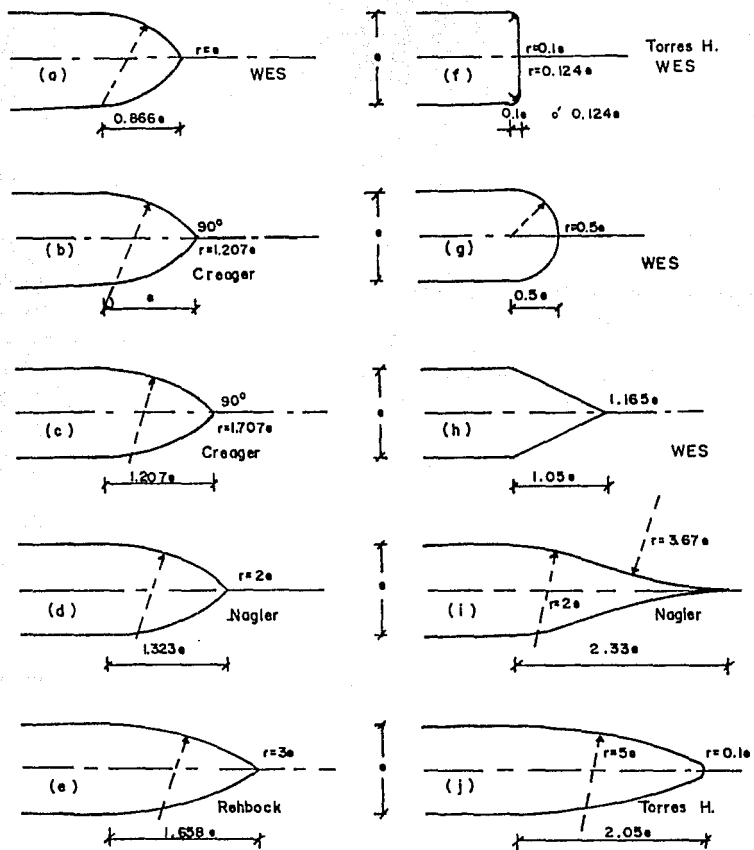 (a)
r=e
WES
0.866e
(b)
90°
r=1.207e
Creager
e
(c)
90°
r=1.707e
Creager
1.207e
(d)
r=2e
Nagler
1.323e
(e)
r=3e
Rehbock
1.658 e
e
(f)
r=0.1e
r=0.124e
Torres H.
WES
0.1e o' 0.124e
e
(g)
r=0.5e
WES
0.5e
e
(h)
1.165e
WES
1.05e
e
(i)
r=3.67e
r=2e
Nagler
2.33e
e
(j)
r=5e
r=0.1e
Torres H.
2.05e